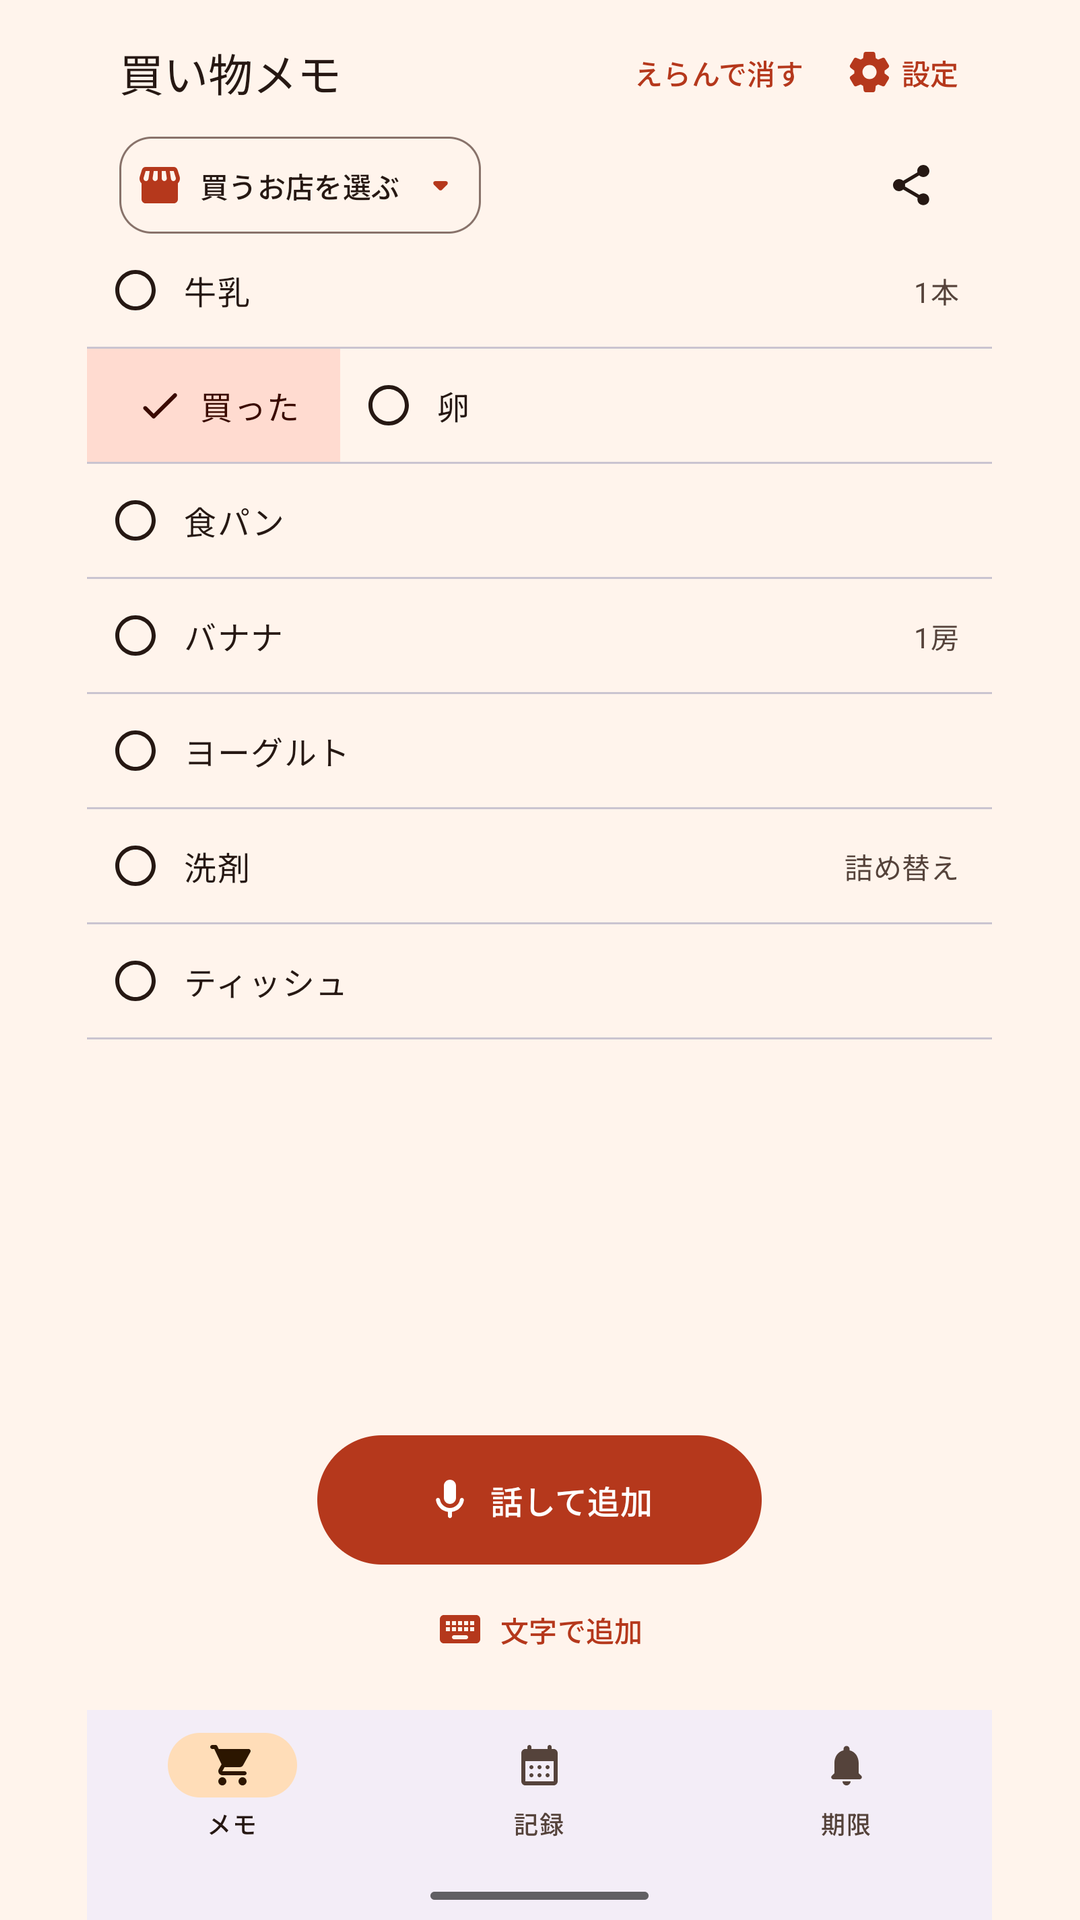 買い物メモ
えらんで消す
設定
買うお店を選ぶ
牛乳
1本
買った
卵
食パン
バナナ
1房
ヨーグルト
洗剤
詰め替え
ティッシュ
話して追加
文字で追加
メモ
記録
期限